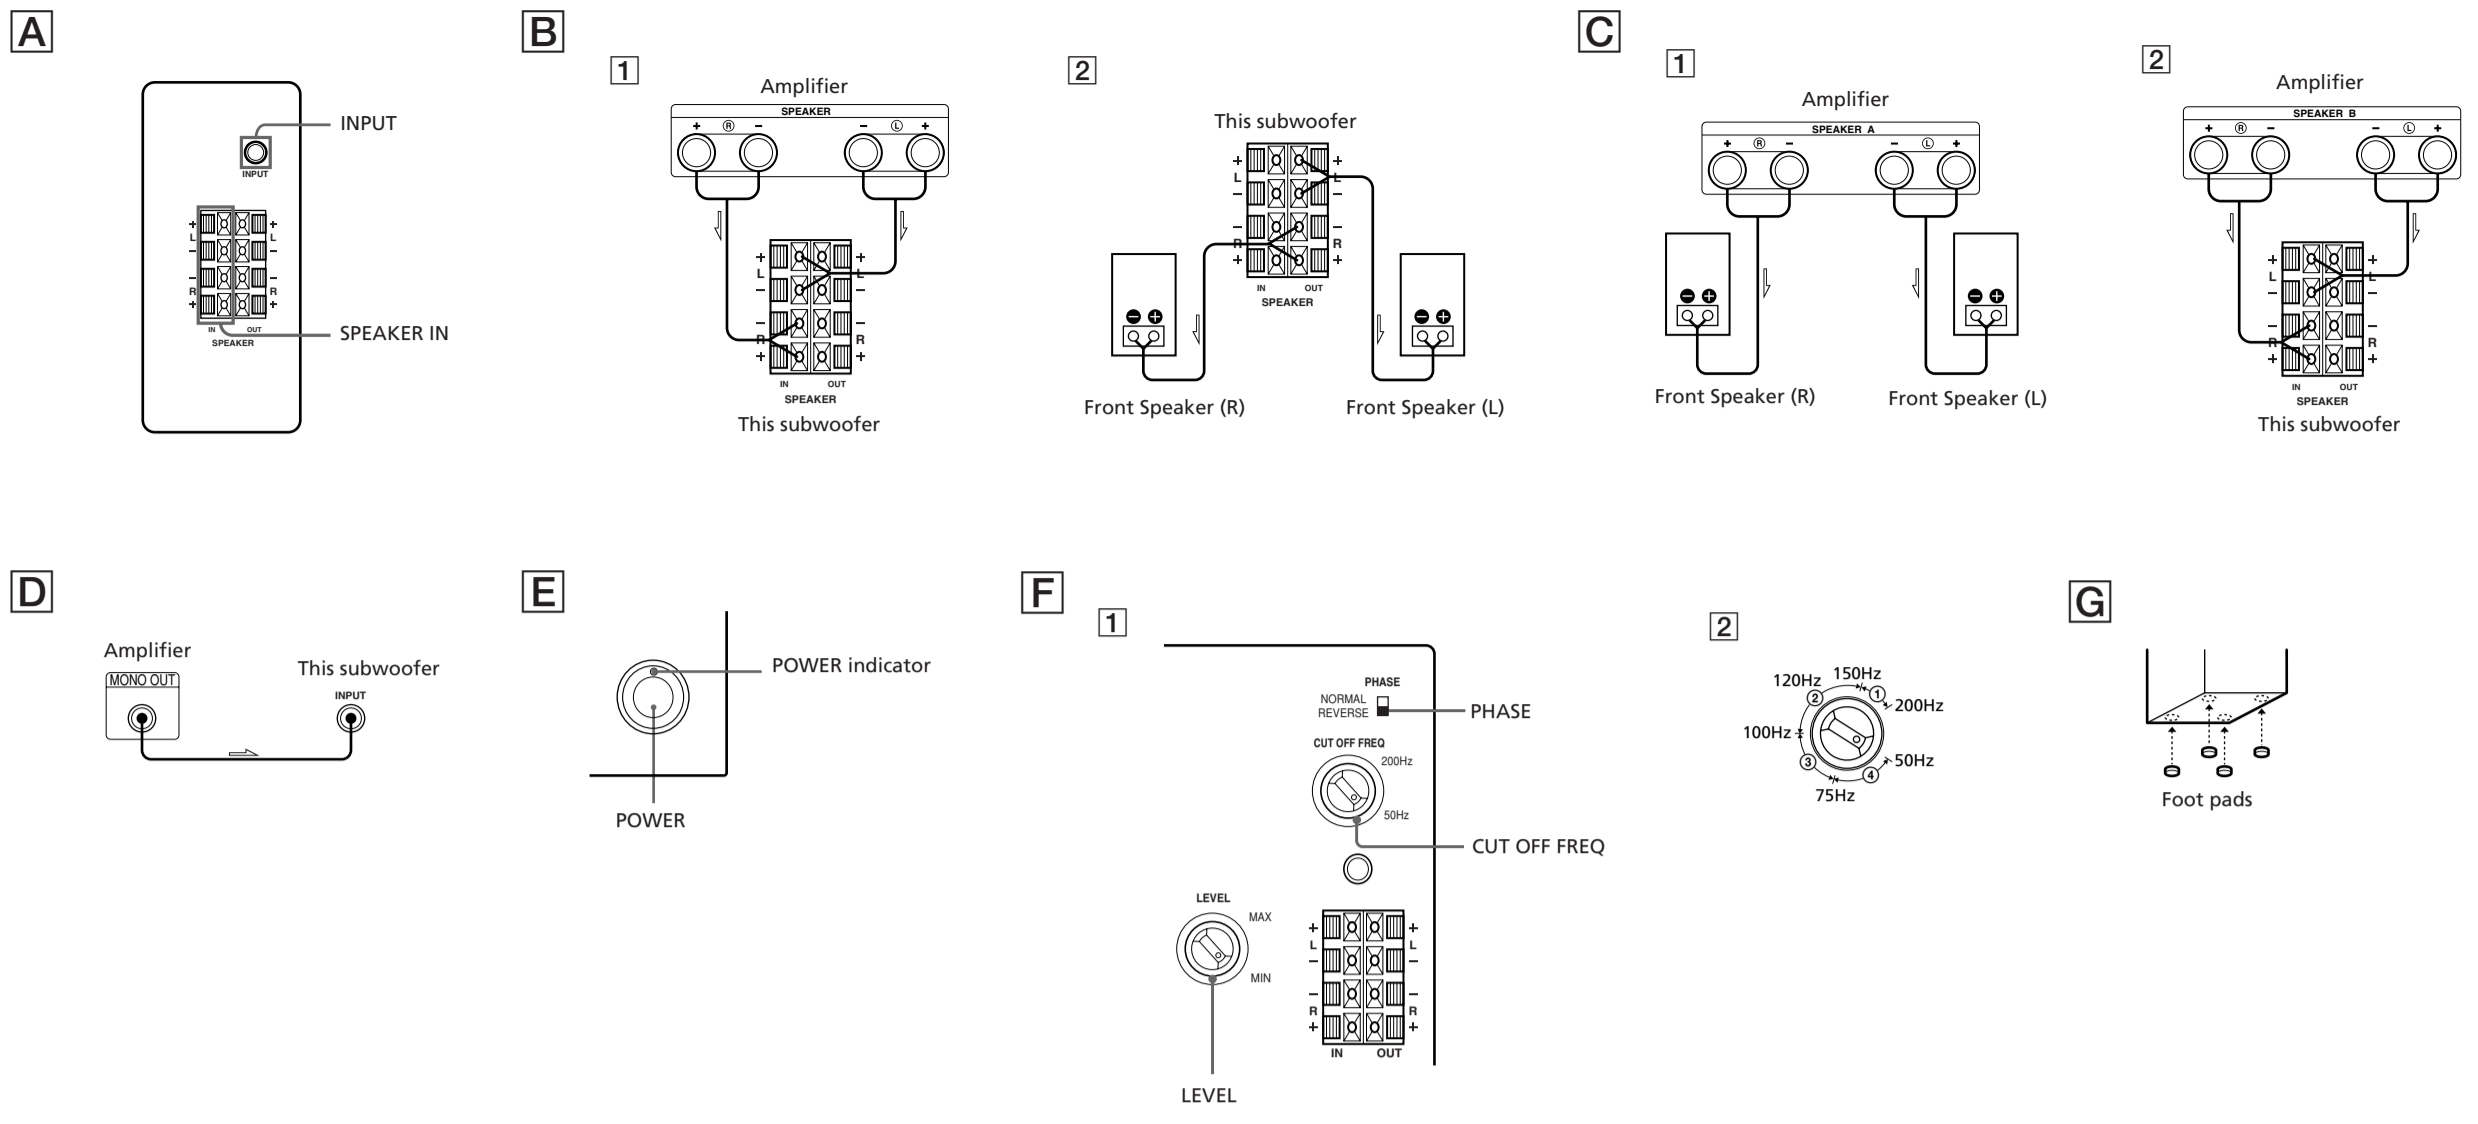 A
INPUT
INPUT
+ +
L L
− −
− −
R R
+ +
IN OUT
SPEAKER
SPEAKER IN
B
1
Amplifier
SPEAKER
+ R − − L +
+ +
L L
− −
− −
R R
+ +
IN OUT
SPEAKER
This subwoofer
2
This subwoofer
+ +
L L
− −
− −
R R
+ +
IN OUT
SPEAKER
− + − +
Front Speaker (R) Front Speaker (L)
C
1
Amplifier
SPEAKER A
+ R − − L +
− + − +
Front Speaker (R) Front Speaker (L)
2
Amplifier
SPEAKER B
+ R − − L +
+ +
L L
− −
− −
R R
+ +
IN OUT
SPEAKER
This subwoofer
D
Amplifier
MONO OUT
This subwoofer
INPUT
E
POWER indicator
POWER
F
1
PHASE
NORMAL
REVERSE
PHASE
CUT OFF FREQ
200Hz
50Hz
CUT OFF FREQ
LEVEL
MAX
MIN
LEVEL
+ +
L L
− −
− −
R R
+ +
IN OUT
2
150Hz
120Hz
② ①
200Hz
100Hz
50Hz
③ ④
75Hz
G
Foot pads